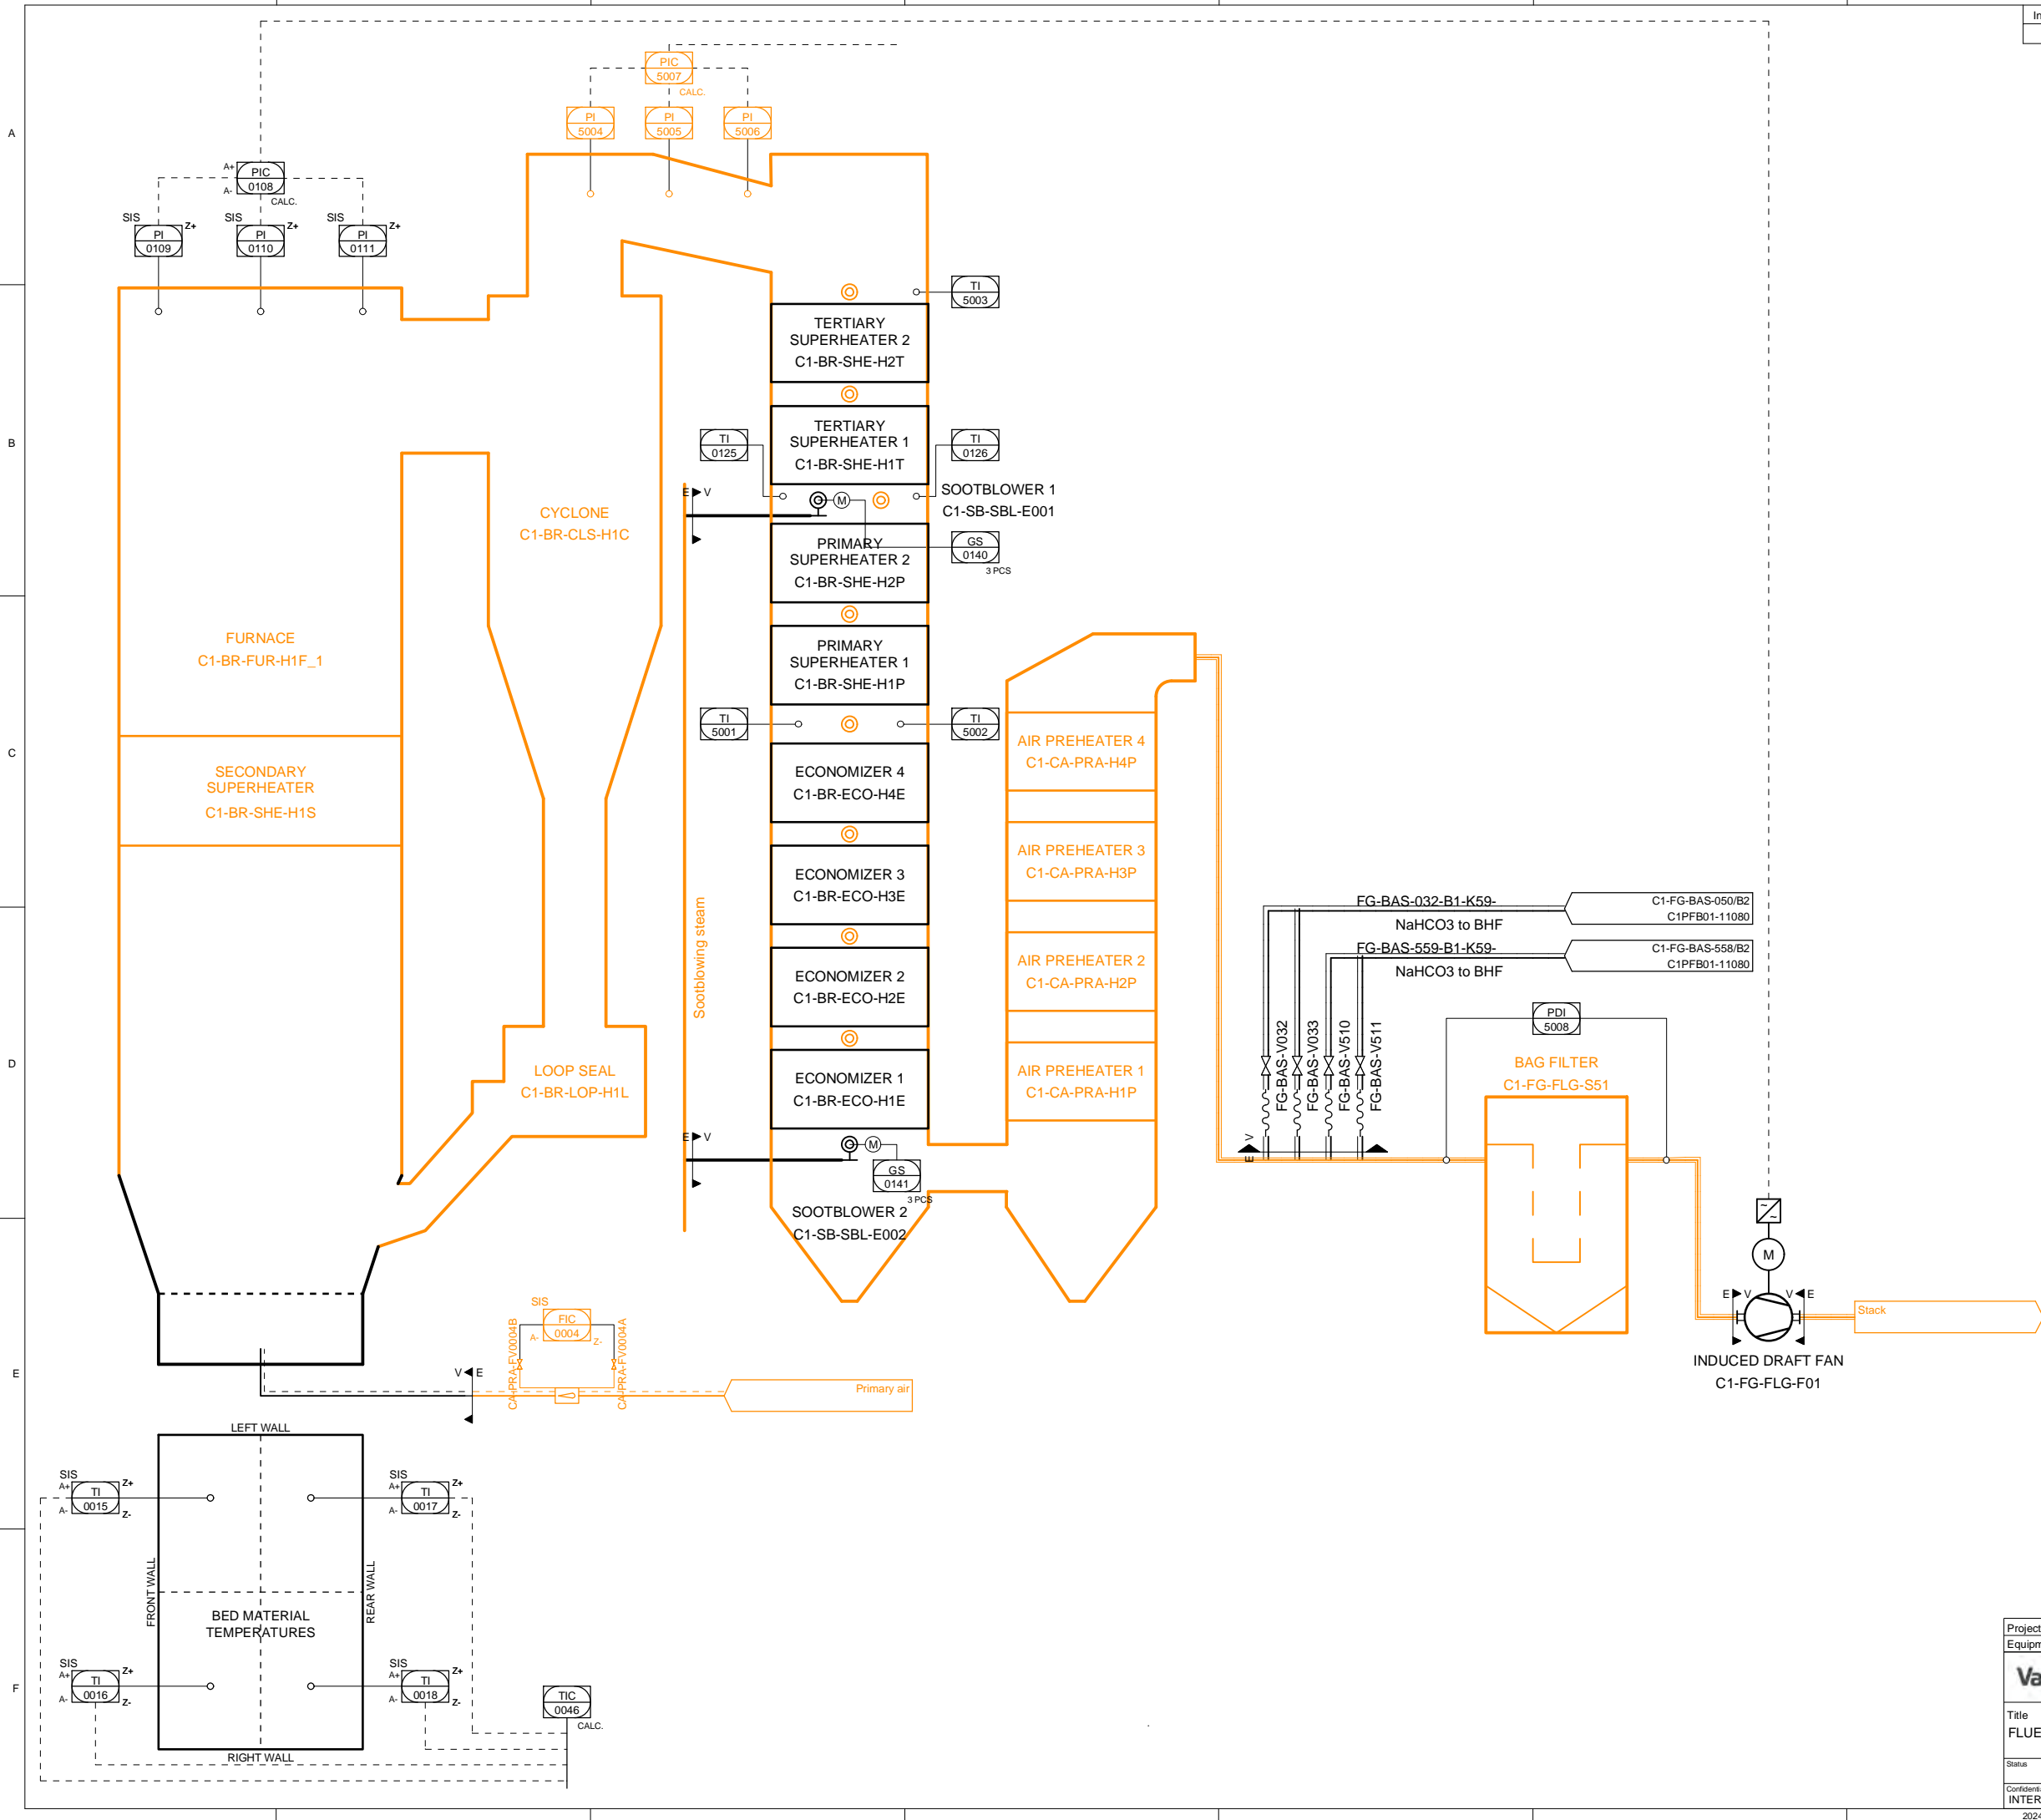 In
PIC
5007
CALC.
PI
5004
PI
5005
PI
5006
A
A+
PIC
0108
A-
CALC.
SIS
PI
0109
Z+
SIS
PI
0110
Z+
SIS
PI
0111
Z+
TI
5003
TERTIARY
SUPERHEATER 2
C1-BR-SHE-H2T
B
TERTIARY
SUPERHEATER 1
C1-BR-SHE-H1T
TI
0125
TI
0126
E
V
M
SOOTBLOWER 1
C1-SB-SBL-E001
CYCLONE
C1-BR-CLS-H1C
PRIMARY
SUPERHEATER 2
C1-BR-SHE-H2P
GS
0140
3 PCS
FURNACE
C1-BR-FUR-H1F_1
PRIMARY
SUPERHEATER 1
C1-BR-SHE-H1P
TI
5001
TI
5002
C
SECONDARY
SUPERHEATER
C1-BR-SHE-H1S
ECONOMIZER 4
C1-BR-ECO-H4E
AIR PREHEATER 4
C1-CA-PRA-H4P
ECONOMIZER 3
C1-BR-ECO-H3E
AIR PREHEATER 3
C1-CA-PRA-H3P
Sootblowing steam
FG-BAS-032-B1-K59-
NaHCO3 to BHF
C1-FG-BAS-050/B2
C1PFB01-11080
FG-BAS-559-B1-K59-
NaHCO3 to BHF
C1-FG-BAS-558/B2
C1PFB01-11080
ECONOMIZER 2
C1-BR-ECO-H2E
AIR PREHEATER 2
C1-CA-PRA-H2P
D
LOOP SEAL
C1-BR-LOP-H1L
ECONOMIZER 1
C1-BR-ECO-H1E
AIR PREHEATER 1
C1-CA-PRA-H1P
FG-BAS-V032
FG-BAS-V033
FG-BAS-V510
FG-BAS-V511
PDI
5008
BAG FILTER
C1-FG-FLG-S51
E
V
M
GS
0141
3 PCS
SOOTBLOWER 2
C1-SB-SBL-E002
V
E
M
E
V
V
E
Stack
INDUCED DRAFT FAN
C1-FG-FLG-F01
E
SIS
FIC
0004
A-
Z-
CA-PRA-FV0004B
CA-PRA-FV0004A
V
E
Primary air
LEFT WALL
SIS
A+
TI
0015
A-
Z+
Z-
SIS
A+
TI
0017
A-
Z+
Z-
FRONT WALL
REAR WALL
BED MATERIAL
TEMPERATURES
F
SIS
A+
TI
0016
A-
Z+
Z-
SIS
A+
TI
0018
A-
Z+
Z-
RIGHT WALL
TIC
0046
CALC.
Project
Equipm
Va
Title
FLUE
Status
Confidentia
INTER
2024